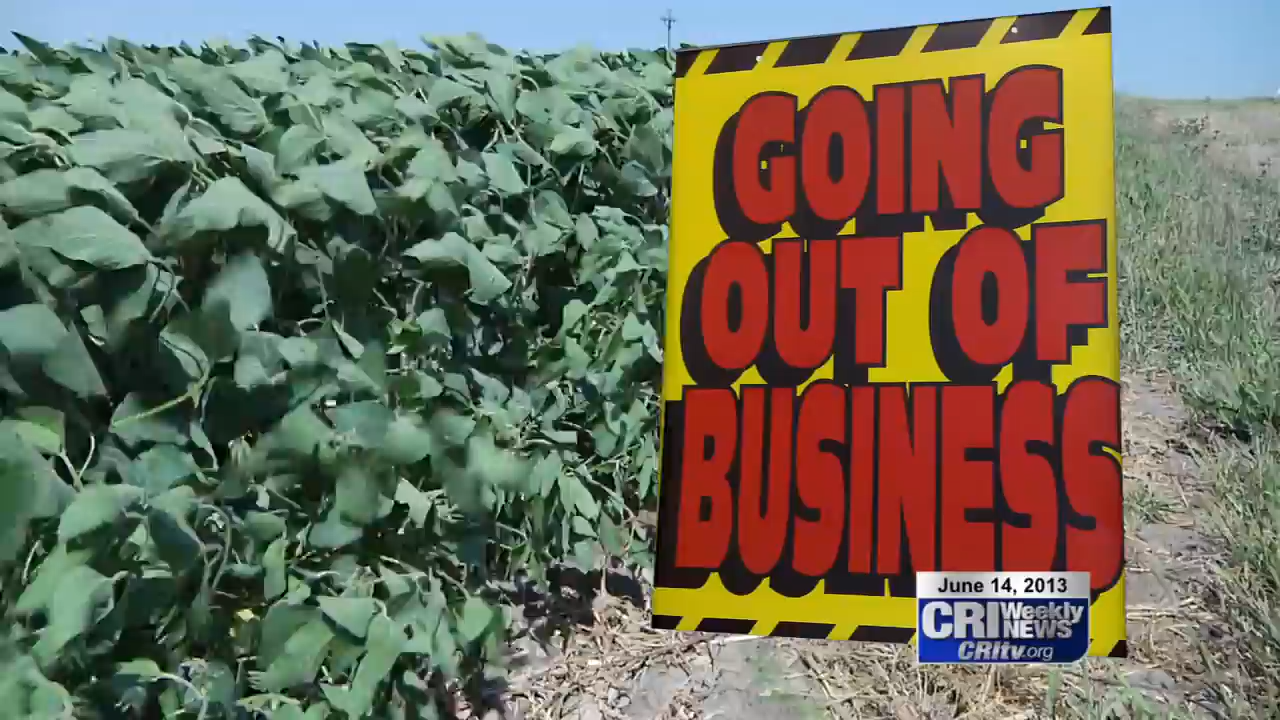 GOING
OUT OF
BUSINESS
June 14, 2013
CRI Weekly NEWS
CRItv.org